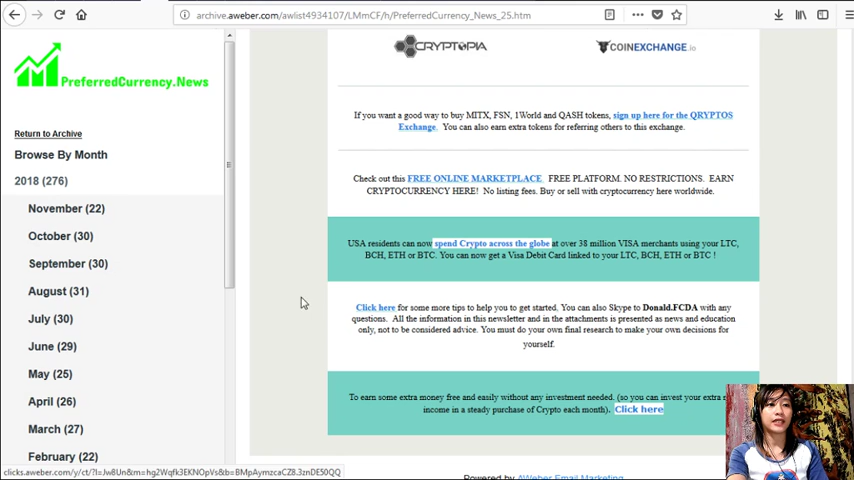 archive.aweber.com/awlist4934107/LMmCF/h/PreferredCurrency_News_25.htm
PreferredCurrency.News
Return to Archive
Browse By Month
2018 (276)
November (22)
October (30)
September (30)
August (31)
July (30)
June (29)
May (25)
April (26)
March (27)
February (22)
CRYPTOPIA
COINEXCHANGE.io
If you want a good way to buy MITX, FSN, 1World and QASH tokens, sign up here for the QRYPTOS
Exchange. You can also earn extra tokens for referring others to this exchange.
Check out this FREE ONLINE MARKETPLACE FREE PLATFORM. NO RESTRICTIONS. EARN
CRYPTOCURRENCY HERE! No listing fees. Buy or sell with cryptocurrency here worldwide.
USA residents can now spend Crypto across the globe at over 38 million VISA merchants using your LTC,
BCH, ETH or BTC. You can now get a Visa Debit Card linked to your LTC, BCH, ETH or BTC !
Click here for some more tips to help you to get started, You can also Skype to Donald.FCDA with any
questions. All the information in this newsletter and in the attachments is presented as news and education
only, not to be considered advice. You must do your own final research to make your own decisions for
yourself.
To earn some extra money free and easily without any investment needed. (so you can invest your extra
income in a steady purchase of Crypto each month). Click here
Powered by AWeber Email Marketing